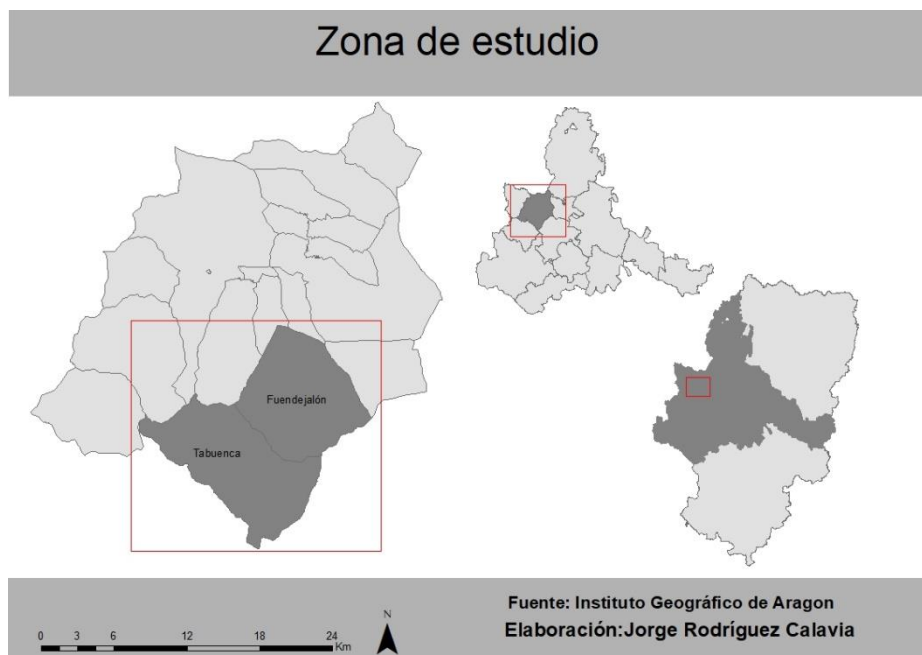 Zona de estudio
Fuendejalón
Tabuenca
Fuente: Instituto Geográfico de Aragon
Elaboración:Jorge Rodríguez Calavia
N
0 3 6 12 18 24
Km